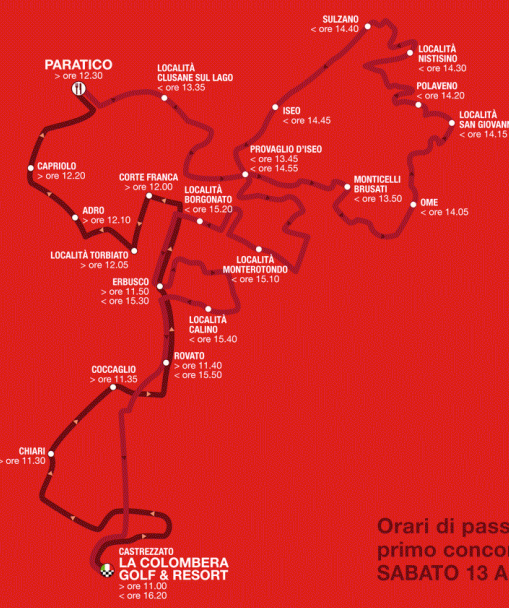 SULZANO
< ore 14.40
LOCALITÀ
NISTISINO
< ore 14.30
PARATICO
> ore 12.30
LOCALITÀ
CLUSANE SUL LAGO
< ore 13.35
POLAVENO
< ore 14.20
ISEO
< ore 14.45
LOCALITÀ
SAN GIOVANN
< ore 14.15
PROVAGLIO D'ISEO
< ore 13.45
< ore 14.55
CAPRIOLO
> ore 12.20
CORTE FRANCA
> ore 12.00
LOCALITÀ
BORGONATO
< ore 15.20
MONTICELLI
BRUSATI
< ore 13.50
OME
< ore 14.05
ADRO
> ore 12.10
LOCALITÀ TORBIATO
> ore 12.05
LOCALITÀ
MONTEROTONDO
< ore 15.10
ERBUSCO
> ore 11.50
< ore 15.30
LOCALITÀ
CALINO
< ore 15.40
ROVATO
> ore 11.40
< ore 15.50
COCCAGLIO
> ore 11.35
CHIARI
> ore 11.30
CASTREZZATO
LA COLOMBERA
GOLF & RESORT
> ore 11.00
< ore 16.20
Orari di pass
primo conco
SABATO 13 A